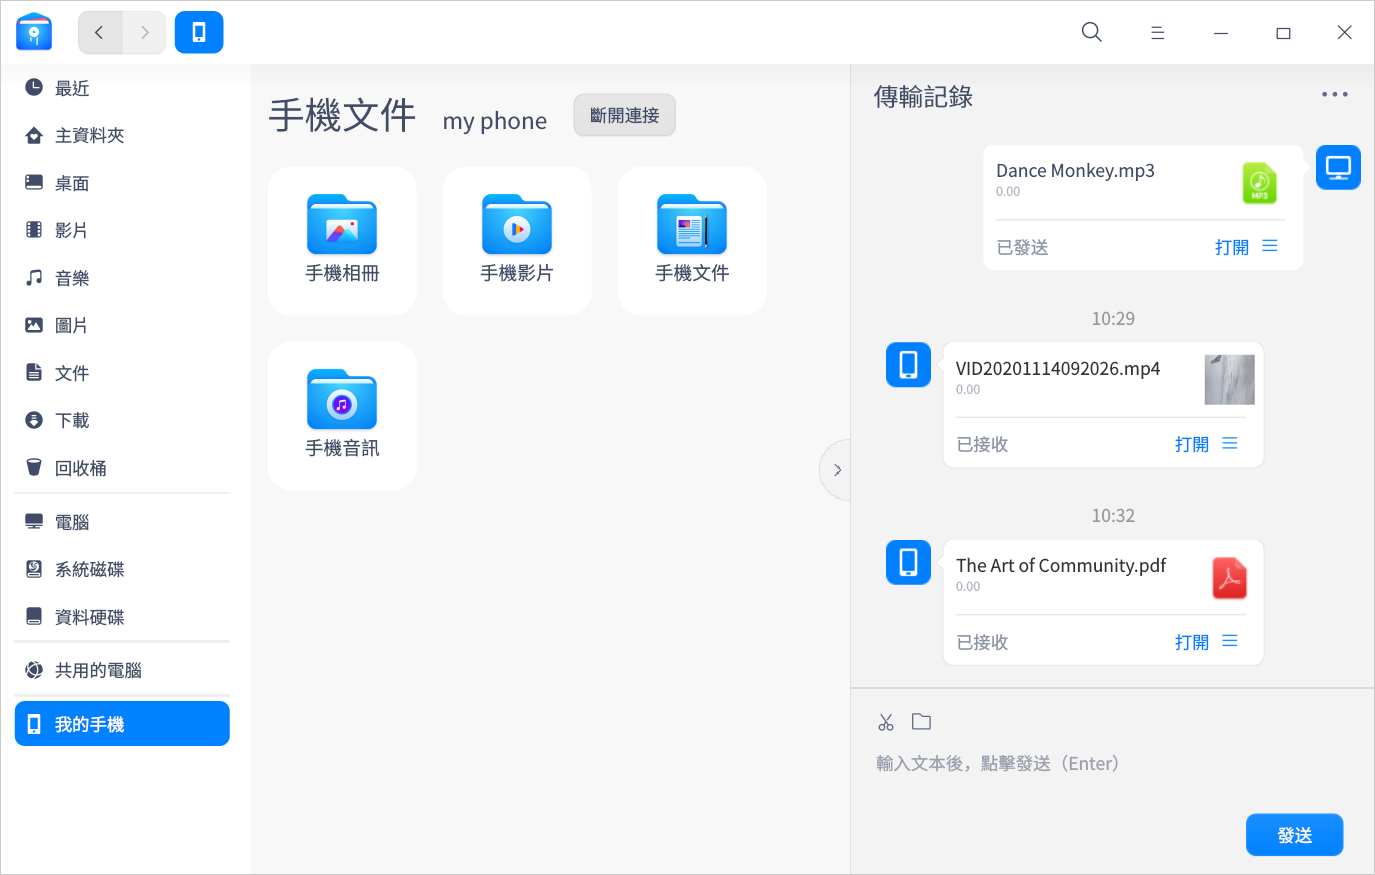 最近
主資料夾
桌面
影片
音樂
圖片
文件
下載
回收桶
電腦
系統磁碟
資料硬碟
共用的電腦
我的手機
手機文件 my phone 斷開連接
手機相冊 手機影片 手機文件
手機音訊
傳輸記錄
Dance Monkey.mp3
0.00
MP3
已發送 打開
10:29
VID20201114092026.mp4
0.00
已接收 打開
10:32
The Art of Community.pdf
0.00
已接收 打開
輸入文本後，點擊發送（Enter）
發送